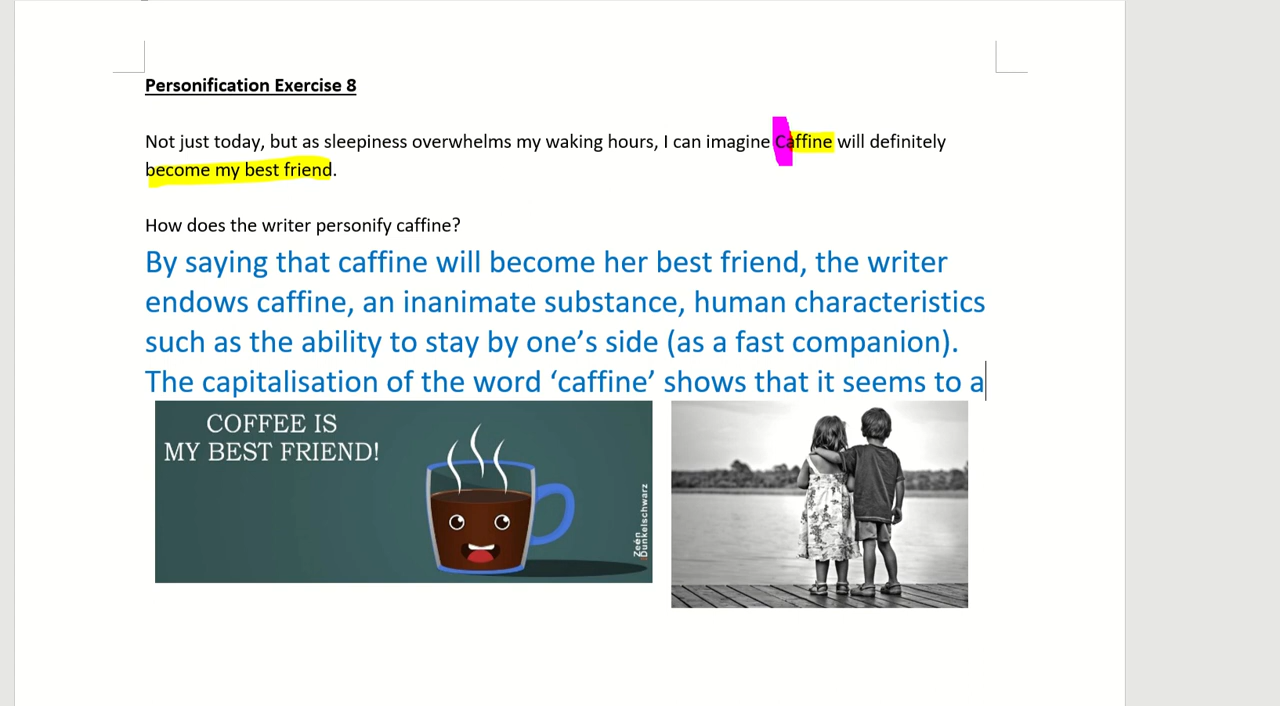 Personification Exercise 8
Not just today, but as sleepiness overwhelms my waking hours, I can imagine Caffine will definitely
become my best friend.
How does the writer personify caffine?
By saying that caffine will become her best friend, the writer
endows caffine, an inanimate substance, human characteristics
such as the ability to stay by one’s side (as a fast companion).
The capitalisation of the word ‘caffine’ shows that it seems to a
COFFEE IS
MY BEST FRIEND!
Zeén
Dunkelschwarz